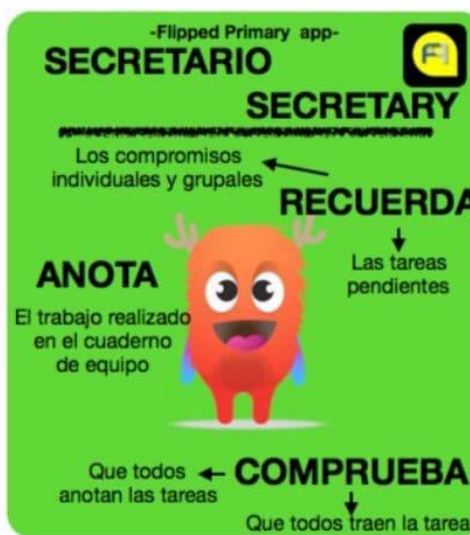 -Flipped Primary app-
SECRETARIO
SECRETARY
Los compromisos
individuales y grupales
RECUERDA
Las tareas
pendientes
ANOTA
El trabajo realizado
en el cuaderno
de equipo
COMPRUEBA
Que todos
anotan las tareas
Que todos traen la tarea